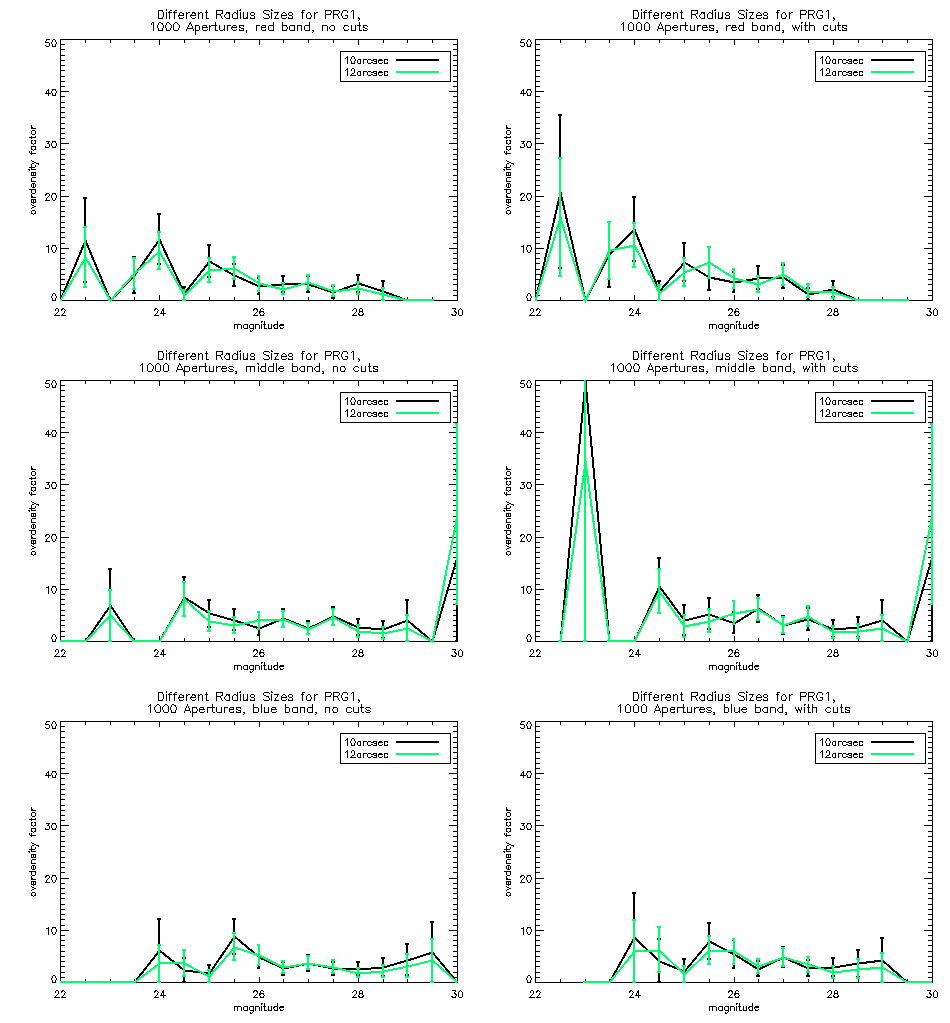 Different Radius Sizes for PRG1,
1000 Apertures, red band, no cuts
50
40
30
20
10
0
overdensity factor
10arcsec
12arcsec
22 24 26 28 30
magnitude
Different Radius Sizes for PRG1,
1000 Apertures, red band, with cuts
50
40
30
20
10
0
overdensity factor
10arcsec
12arcsec
22 24 26 28 30
magnitude
Different Radius Sizes for PRG1,
1000 Apertures, middle band, no cuts
50
40
30
20
10
0
overdensity factor
10arcsec
12arcsec
22 24 26 28 30
magnitude
Different Radius Sizes for PRG1,
1000 Apertures, middle band, with cuts
50
40
30
20
10
0
overdensity factor
10arcsec
12arcsec
22 24 26 28 30
magnitude
Different Radius Sizes for PRG1,
1000 Apertures, blue band, no cuts
50
40
30
20
10
0
overdensity factor
10arcsec
12arcsec
22 24 26 28 30
magnitude
Different Radius Sizes for PRG1,
1000 Apertures, blue band, with cuts
50
40
30
20
10
0
overdensity factor
10arcsec
12arcsec
22 24 26 28 30
magnitude